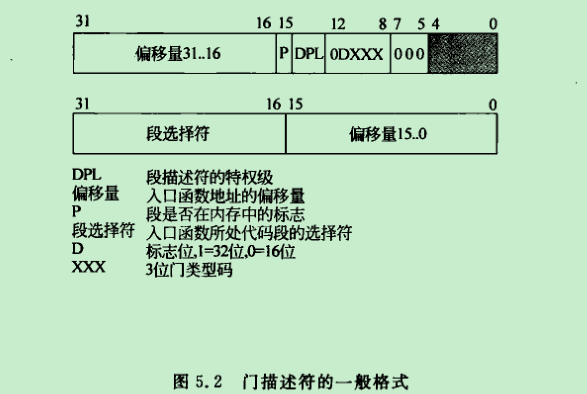 31 16 15 12 8 7 5 4 0
偏移量31..16 P DPL 0DXXX 000
31 16 15 0
段选择符 偏移量15..0
DPL 段描述符的特权级
偏移量 入口函数地址的偏移量
P 段是否在内存中的标志
段选择符 入口函数所处代码段的选择符
D 标志位,1=32位,0=16位
XXX 3位门类型码
图 5.2 门描述符的一般格式